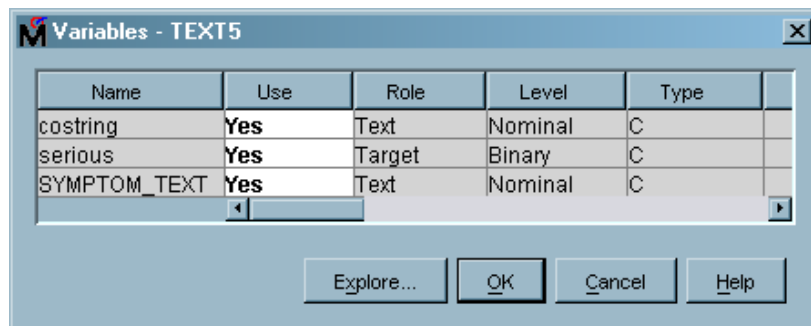 Variables - TEXT5
Name Use Role Level Type
costring Yes Text Nominal C
serious Yes Target Binary C
SYMPTOM_TEXT Yes Text Nominal C
Explore... OK Cancel Help